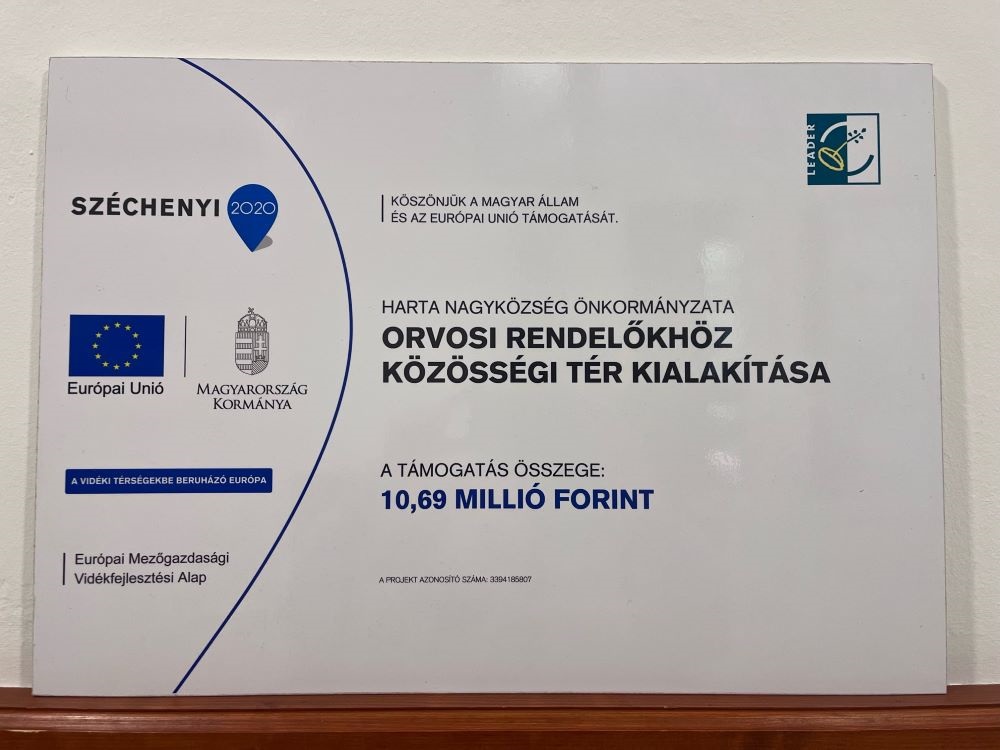 SZÉCHENYI 2020
Európai Unió
MAGYARORSZÁG
KORMÁNYA
A VIDÉKI TÉRSÉGEKBE BERUHÁZÓ EURÓPA
Európai Mezőgazdasági
Vidékfejlesztési Alap
LEADER
KÖSZÖNJÜK A MAGYAR ÁLLAM
ÉS AZ EURÓPAI UNIÓ TÁMOGATÁSÁT.
HARTA NAGYKÖZSÉG ÖNKORMÁNYZATA
ORVOSI RENDELŐKHÖZ
KÖZÖSSÉGI TÉR KIALAKÍTÁSA
A TÁMOGATÁS ÖSSZEGE:
10,69 MILLIÓ FORINT
A PROJEKT AZONOSÍTÓ SZÁMA: 3394185807